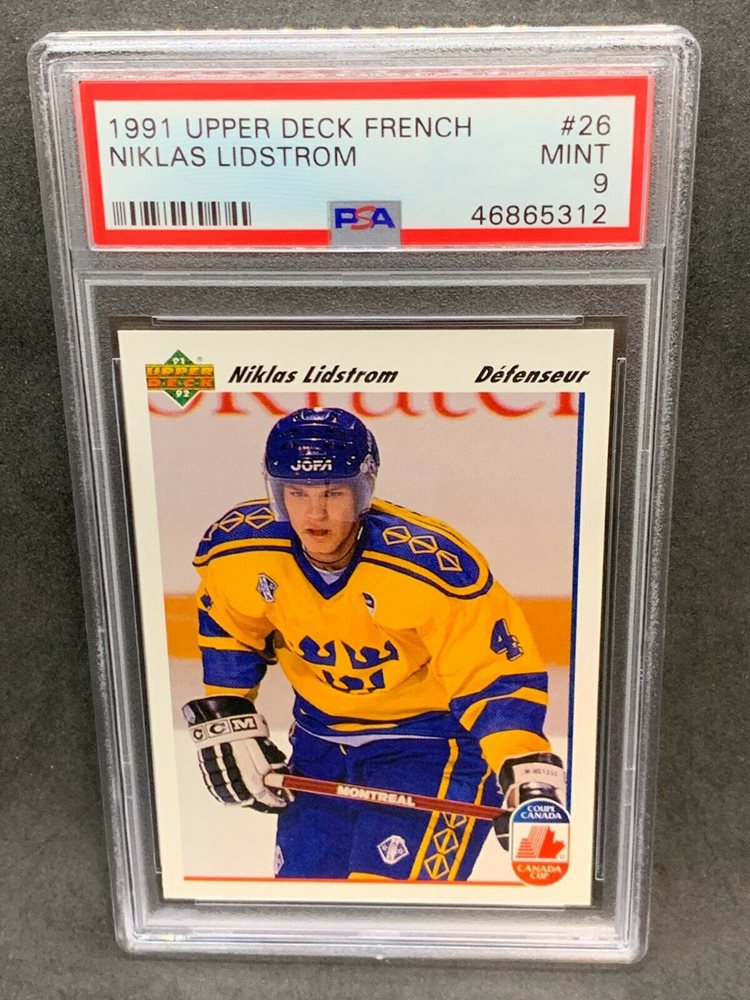 1991 UPPER DECK FRENCH #26
NIKLAS LIDSTROM MINT
9
PSA 46865312
91
UPPER
DECK
92
®
Niklas Lidstrom Défenseur
JOFA
4
CCM
MONTREAL
COUPE
CANADA
CANADA
CUP